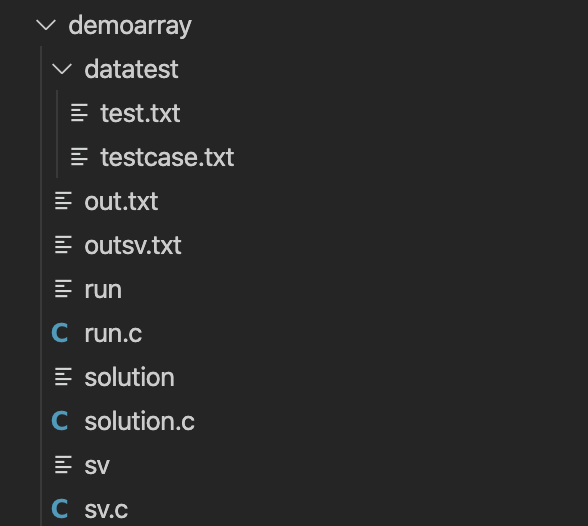 demoarray
datatest
test.txt
testcase.txt
out.txt
outsv.txt
run
C run.c
solution
C solution.c
sv
C sv.c